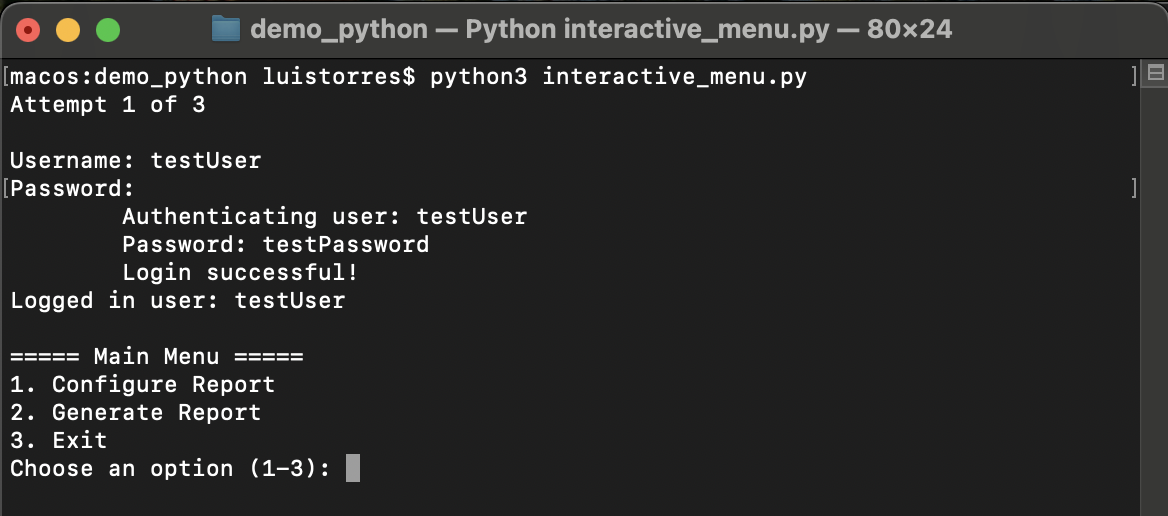 demo_python — Python interactive_menu.py — 80×24
[macos:demo_python luistorres$ python3 interactive_menu.py ]
Attempt 1 of 3
Username: testUser
[Password: ]
Authenticating user: testUser
Password: testPassword
Login successful!
Logged in user: testUser
===== Main Menu =====
1. Configure Report
2. Generate Report
3. Exit
Choose an option (1-3):